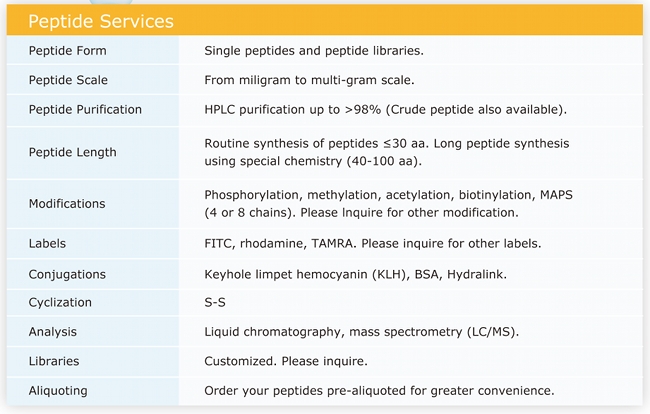 Peptide Services
Peptide Form
Single peptides and peptide libraries.
Peptide Scale
From miligram to multi-gram scale.
Peptide Purification
HPLC purification up to >98% (Crude peptide also available).
Peptide Length
Routine synthesis of peptides ≤30 aa. Long peptide synthesis
using special chemistry (40-100 aa).
Modifications
Phosphorylation, methylation, acetylation, biotinylation, MAPS
(4 or 8 chains). Please Inquire for other modification.
Labels
FITC, rhodamine, TAMRA. Please inquire for other labels.
Conjugations
Keyhole limpet hemocyanin (KLH), BSA, Hydralink.
Cyclization
S-S
Analysis
Liquid chromatography, mass spectrometry (LC/MS).
Libraries
Customized. Please inquire.
Aliquoting
Order your peptides pre-aliquoted for greater convenience.